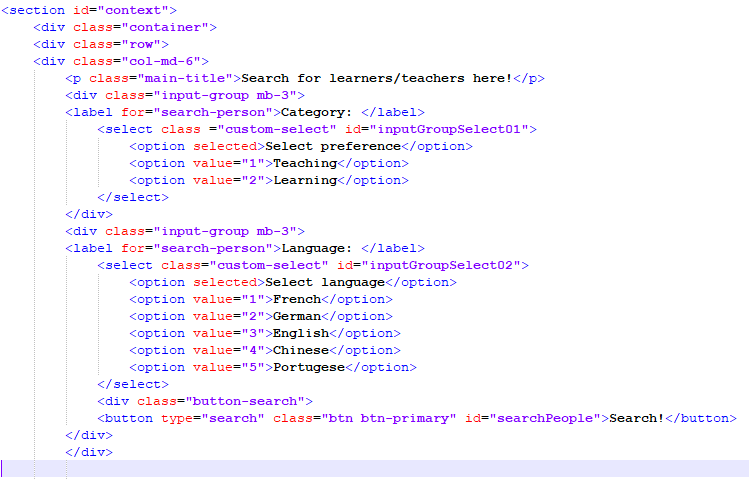 <section id="context">
<div class="container">
<div class="row">
<div class="col-md-6">
<p class="main-title">Search for learners/teachers here!</p>
<div class="input-group mb-3">
<label for="search-person">Category: </label>
<select class ="custom-select" id="inputGroupSelect01">
<option selected>Select preference</option>
<option value="1">Teaching</option>
<option value="2">Learning</option>
</select>
</div>
<div class="input-group mb-3">
<label for="search-person">Language: </label>
<select class="custom-select" id="inputGroupSelect02">
<option selected>Select language</option>
<option value="1">French</option>
<option value="2">German</option>
<option value="3">English</option>
<option value="4">Chinese</option>
<option value="5">Portugese</option>
</select>
<div class="button-search">
<button type="search" class="btn btn-primary" id="searchPeople">Search!</button>
</div>
</div>